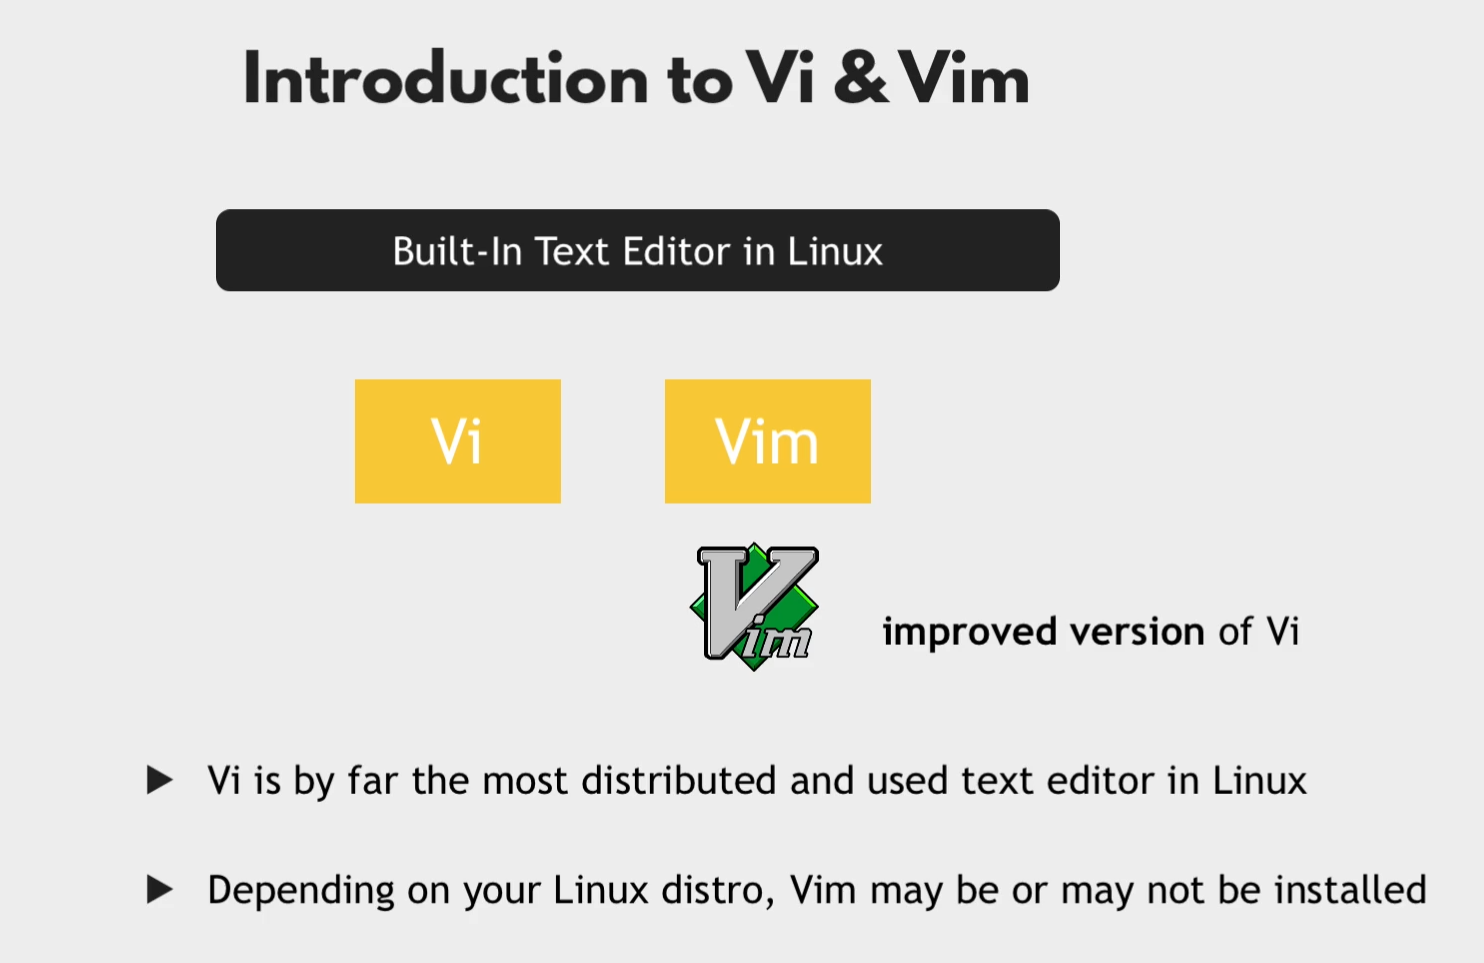 Introduction to Vi & Vim
Built-In Text Editor in Linux
Vi
Vim
Vim
improved version of Vi
Vi is by far the most distributed and used text editor in Linux
Depending on your Linux distro, Vim may be or may not be installed